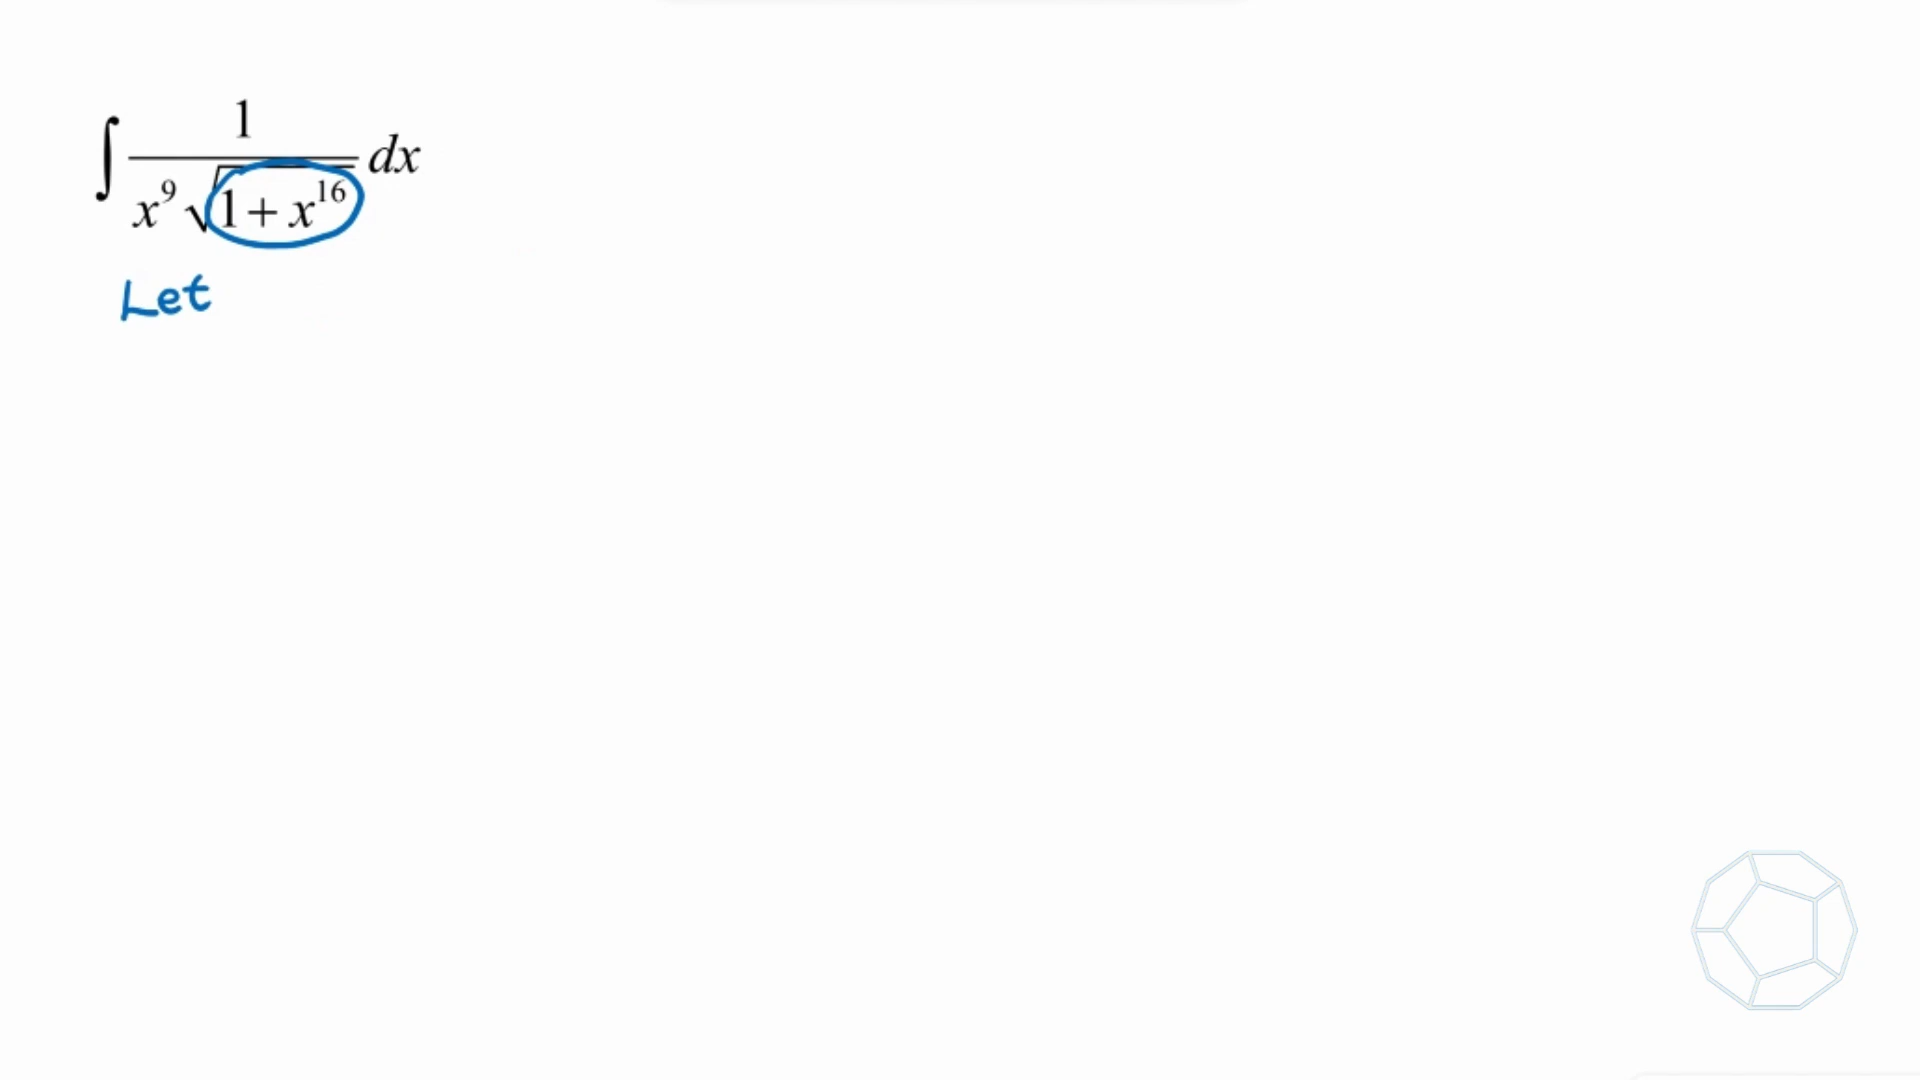 ∫ 1/(x⁹√(1 + x¹⁶)) dx
Let